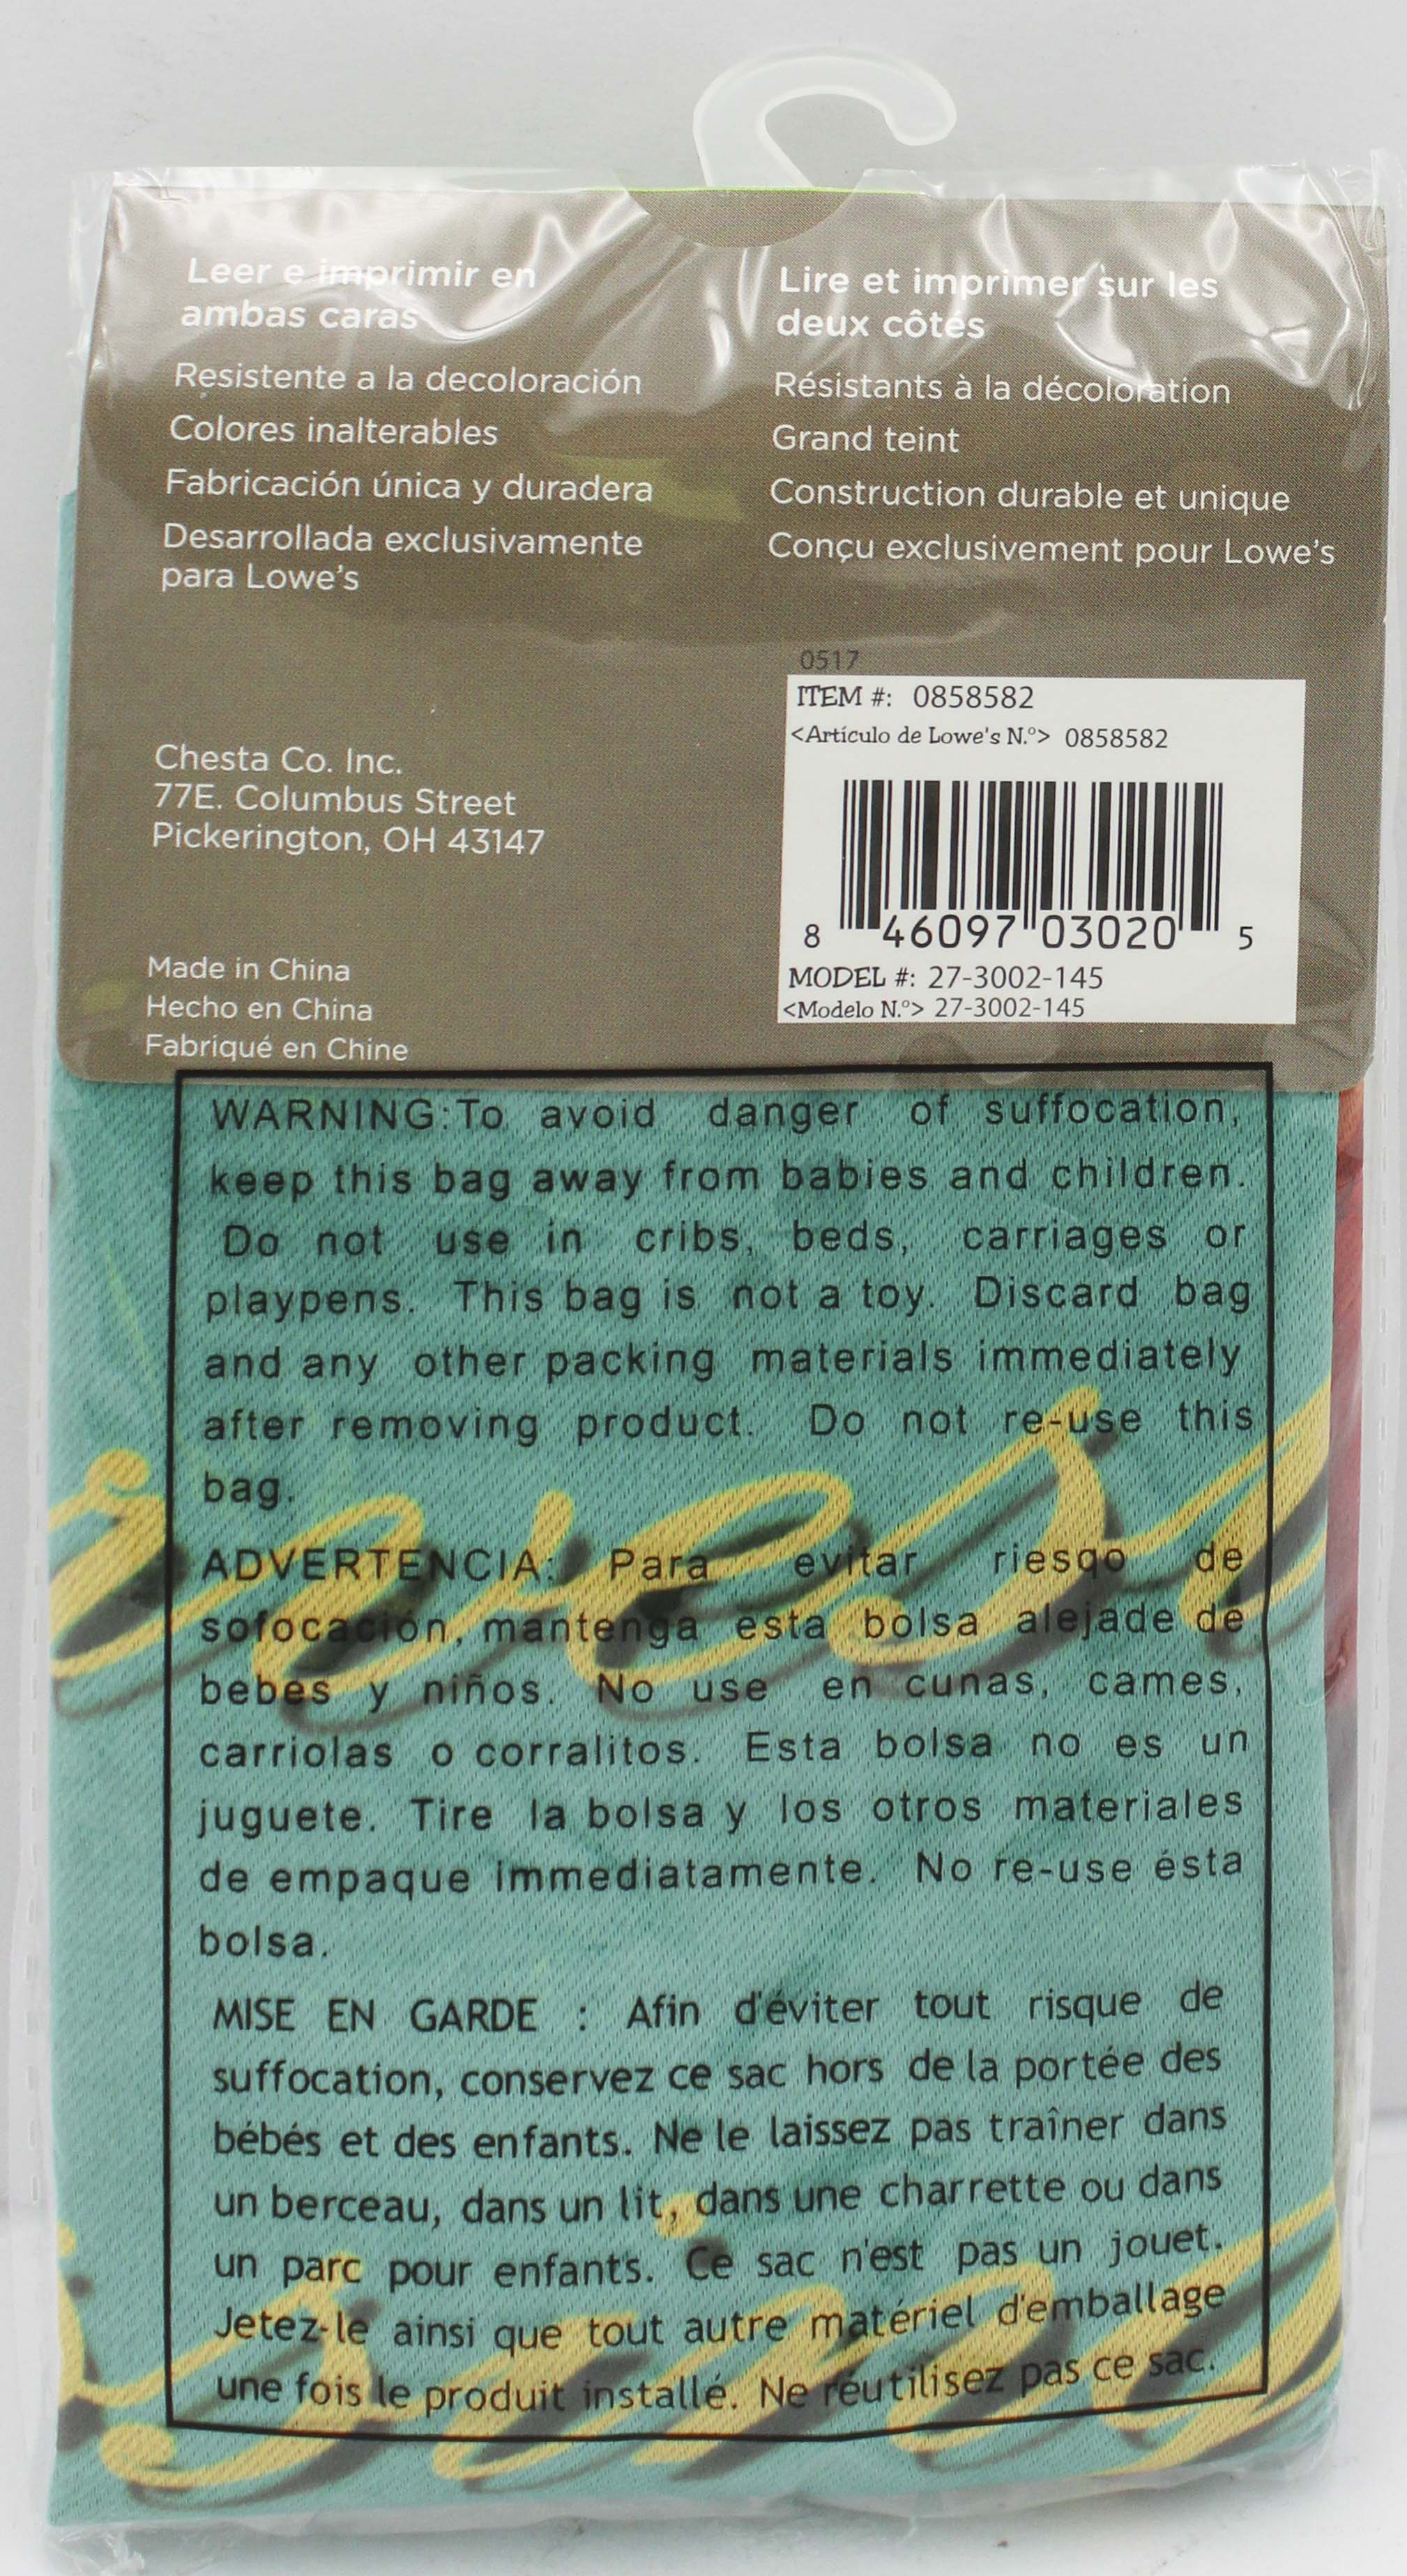 Leer e imprimir en
ambas caras
Resistente a la decoloración
Colores inalterables
Fabricación única y duradera
Desarrollada exclusivamente
para Lowe's
Lire et imprimer sur les
deux côtés
Résistants à la décoloration
Grand teint
Construction durable et unique
Conçu exclusivement pour Lowe's
Chesta Co. Inc.
77E. Columbus Street
Pickerington, OH 43147
Made in China
Hecho en China
Fabriqué en Chine
0517
ITEM #: 0858582
<Artículo de Lowe's N.º> 0858582
8 46097 03020 5
MODEL #: 27-3002-145
<Modelo N.º> 27-3002-145
WARNING:To avoid danger of suffocation,
keep this bag away from babies and children.
Do not use in cribs, beds, carriages or
playpens. This bag is not a toy. Discard bag
and any other packing materials immediately
after removing product. Do not re-use this
bag.
ADVERTENCIA: Para evitar riesgo de
sofocación, mantenga esta bolsa alejade de
bebes y niños. No use en cunas, cames,
carriolas o corralitos. Esta bolsa no es un
juguete. Tire la bolsa y los otros materiales
de empaque immediatamente. No re-use ésta
bolsa.
MISE EN GARDE : Afin d'éviter tout risque de
suffocation, conservez ce sac hors de la portée des
bébés et des enfants. Ne le laissez pas traîner dans
un berceau, dans un lit, dans une charrette ou dans
un parc pour enfants. Ce sac n'est pas un jouet.
Jetez-le ainsi que tout autre matériel d'emballage
une fois le produit installé. Ne réutilisez pas ce sac.